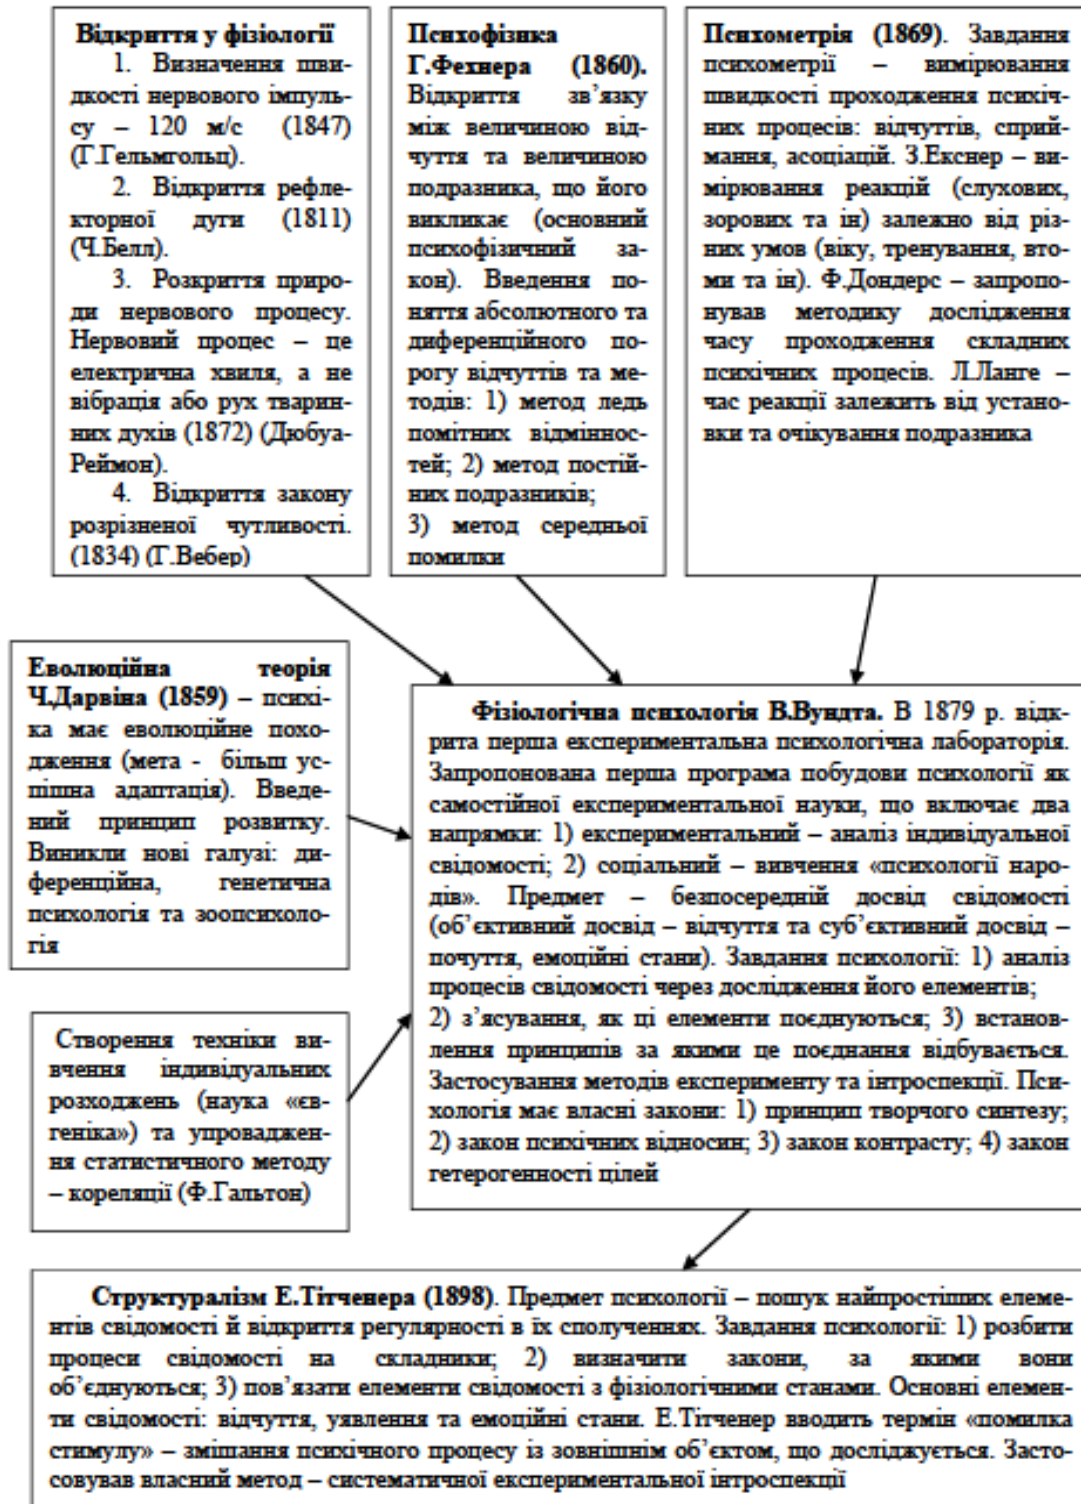 Відкриття у фізіології
1. Визначення шви-
дкості нервового імпуль-
су – 120 м/с (1847)
(Г.Гельмгольц).
2. Відкриття рефле-
кторної дуги (1811)
(Ч.Белл).
3. Розкриття приро-
ди нервового процесу.
Нервовий процес – це
електрична хвиля, а не
вібрація або рух тварин-
них духів (1872) (Дюбуа-
Реймон).
4. Відкриття закону
розрізненої чутливості.
(1834) (Г.Вебер)
Психофізика
Г.Фехнера (1860).
Відкриття зв’язку
між величиною від-
чуття та величиною
подразника, що його
викликає (основний
психофізичний за-
кон). Введення по-
няття абсолютного та
диференційного по-
рогу відчуттів та ме-
тодів: 1) метод ледь
помітних відміннос-
тей; 2) метод постій-
них подразників;
3) метод середньої
помилки
Психометрія (1869). Завдання
психометрії – вимірювання
швидкості проходження психіч-
них процесів: відчуттів, сприй-
мання, асоціацій. З.Екснер – ви-
мірювання реакцій (слухових,
зорових та ін) залежно від різ-
них умов (віку, тренування, вто-
ми та ін). Ф.Дондерс – запропо-
нував методику дослідження
часу проходження складних
психічних процесів. Л.Ланге –
час реакції залежить від устано-
вки та очікування подразника
Еволюційна теорія
Ч.Дарвіна (1859) – психі-
ка має еволюційне похо-
дження (мета - більш ус-
пішна адаптація). Введе-
ний принцип розвитку.
Виникли нові галузі: ди-
ференційна, генетична
психологія та зоопсихоло-
гія
Створення техніки ви-
вчення індивідуальних
розходжень (наука «єв-
геніка») та упроваджен-
ня статистичного методу
– кореляції (Ф.Гальтон)
Фізіологічна психологія В.Вундта. В 1879 р. відк-
рита перша експериментальна психологічна лабораторія.
Запропонована перша програма побудови психології як
самостійної експериментальної науки, що включає два
напрямки: 1) експериментальний – аналіз індивідуальної
свідомості; 2) соціальний – вивчення «психології наро-
дів». Предмет – безпосередній досвід свідомості
(об’єктивний досвід – відчуття та суб’єктивний досвід –
почуття, емоційні стани). Завдання психології: 1) аналіз
процесів свідомості через дослідження його елементів;
2) з’ясування, як ці елементи поєднуються; 3) встанов-
лення принципів за якими це поєднання відбувається.
Застосування методів експерименту та інтроспекції. Пси-
хологія має власні закони: 1) принцип творчого синтезу;
2) закон психічних відносин; 3) закон контрасту; 4) закон
гетерогенності цілей
Структуралізм Е.Тітченера (1898). Предмет психології – пошук найпростіших елеме-
нтів свідомості й відкриття регулярності в їх сполученнях. Завдання психології: 1) розбити
процеси свідомості на складники; 2) визначити закони, за якими вони
об’єднуються; 3) пов’язати елементи свідомості з фізіологічними станами. Основні елемен-
ти свідомості: відчуття, уявлення та емоційні стани. Е.Тітченер вводить термін «помилка
стимулу» – змішання психічного процесу із зовнішнім об’єктом, що досліджується. Засто-
совував власний метод – систематичної експериментальної інтроспекції